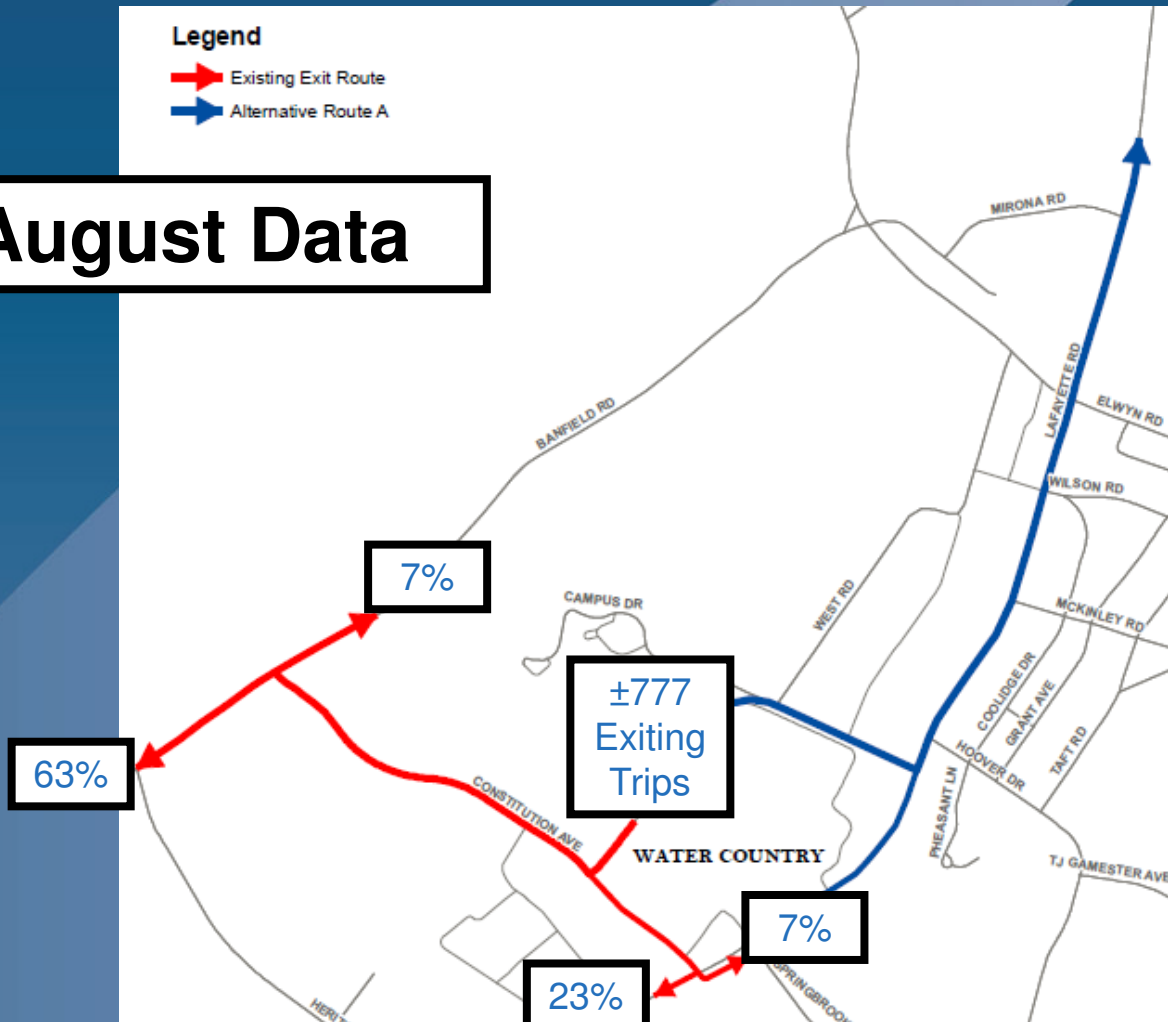 Legend
Existing Exit Route
Alternative Route A
August Data
MIRONA RD
LAFAYETTE RD
ELWYN RD
BANFIELD RD
WILSON RD
7%
CAMPUS DR
WEST RD
MCKINLEY RD
±777
Exiting
Trips
COOLIDGE DR
GRANT AVE
TAFT RD
HOOVER DR
63%
CONSTITUTION AVE
PHEASANT LN
WATER COUNTRY
TJ GAMESTER AVE
7%
23%
SPRINGBROOK